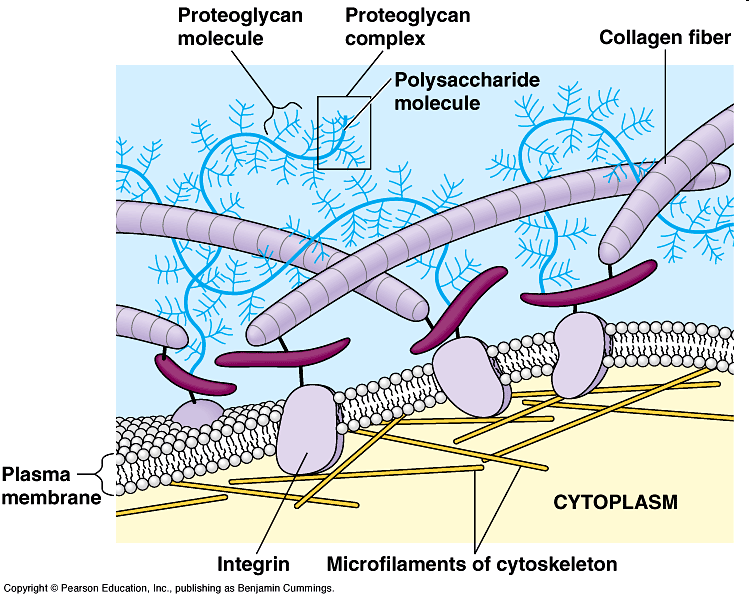 Proteoglycan
molecule
Proteoglycan
complex
Collagen fiber
Polysaccharide
molecule
Plasma
membrane
CYTOPLASM
Integrin
Microfilaments of cytoskeleton
Copyright © Pearson Education, Inc., publishing as Benjamin Cummings.